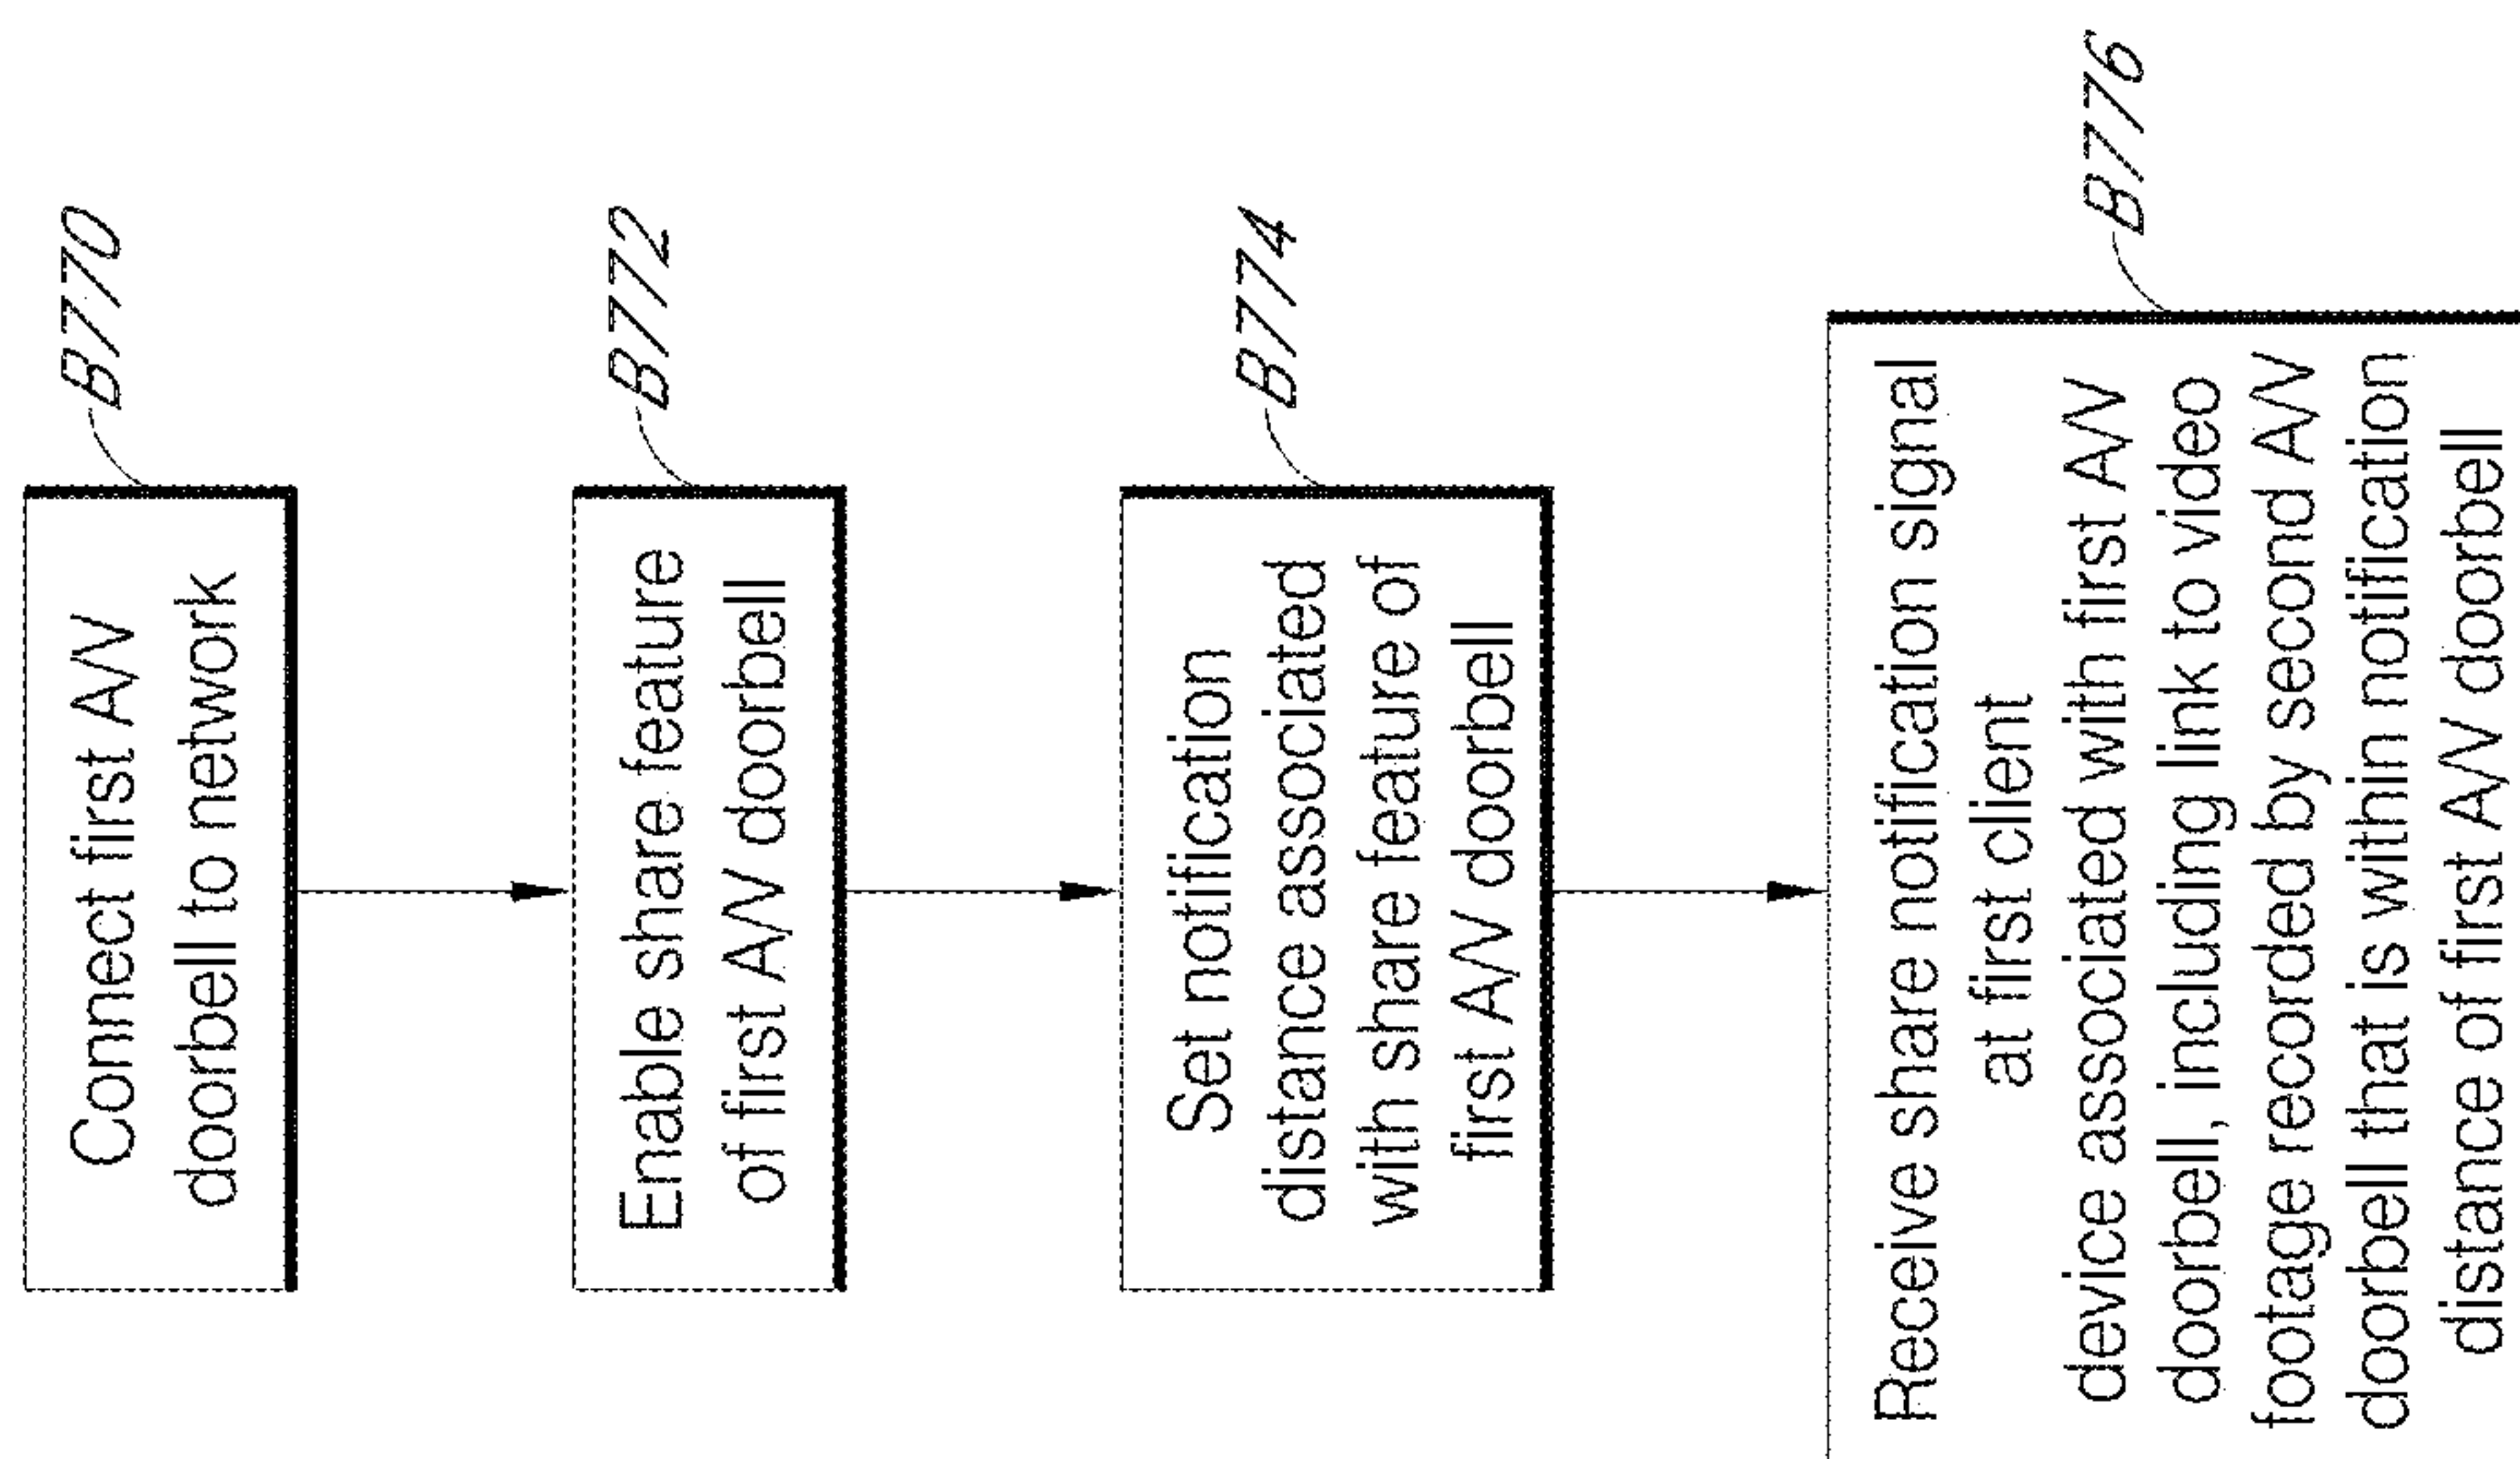 B770
Connect first A/V
doorbell to network
B772
Enable share feature
of first A/V doorbell
B774
Set notification
distance associated
with share feature of
first A/V doorbell
B776
Receive share notification signal
at first client
device associated with first A/V
doorbell, including link to video
footage recorded by second A/V
doorbell that is within notification
distance of first A/V doorbell